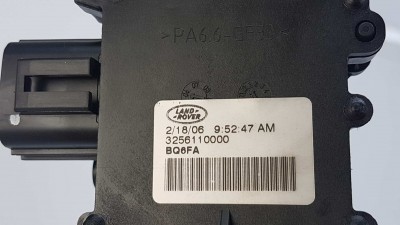 LAND-
ROVER
2/18/06 9:52:47 AM
3256110000
BQ6FA